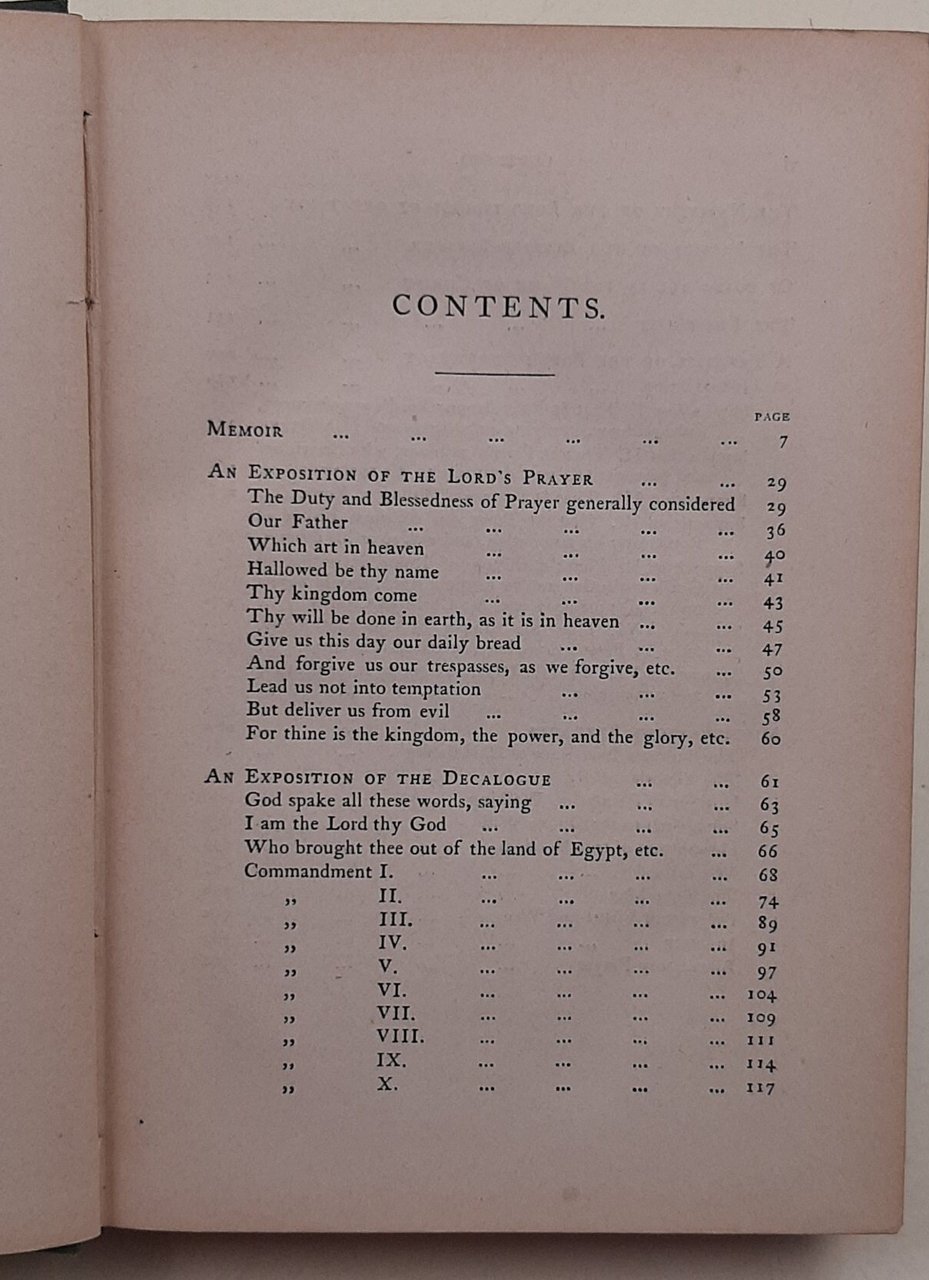 CONTENTS.
PAGE
MEMOIR ... ... ... ... ... ... 7
AN EXPOSITION OF THE LORD'S PRAYER ... ... 29
The Duty and Blessedness of Prayer generally considered 29
Our Father ... ... ... ... ... 36
Which art in heaven ... ... ... ... 40
Hallowed be thy name ... ... ... ... 41
Thy kingdom come ... ... ... ... 43
Thy will be done in earth, as it is in heaven ... ... 45
Give us this day our daily bread ... ... ... 47
And forgive us our trespasses, as we forgive, etc. ... 50
Lead us not into temptation ... ... ... 53
But deliver us from evil ... ... ... ... 58
For thine is the kingdom, the power, and the glory, etc. 60
AN EXPOSITION OF THE DECALOGUE ... ... 61
God spake all these words, saying ... ... ... 63
I am the Lord thy God ... ... ... ... 65
Who brought thee out of the land of Egypt, etc. ... 66
Commandment I. ... ... ... ... 68
„ II. ... ... ... ... 74
„ III. ... ... ... ... 89
„ IV. ... ... ... ... 91
„ V. ... ... ... ... 97
„ VI. ... ... ... ... 104
„ VII. ... ... ... ... 109
„ VIII. ... ... ... ... 111
„ IX. ... ... ... ... 114
„ X. ... ... ... ... 117